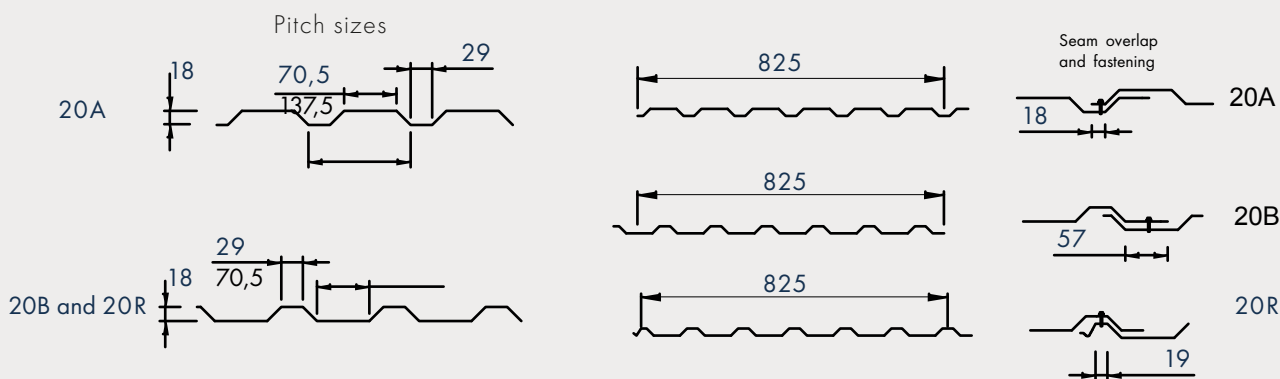 Pitch sizes
18
29
70,5
137,5
20A
825
Seam overlap
and fastening
20A
18
825
20B
57
29
70,5
18
20B and 20R
825
20R
19